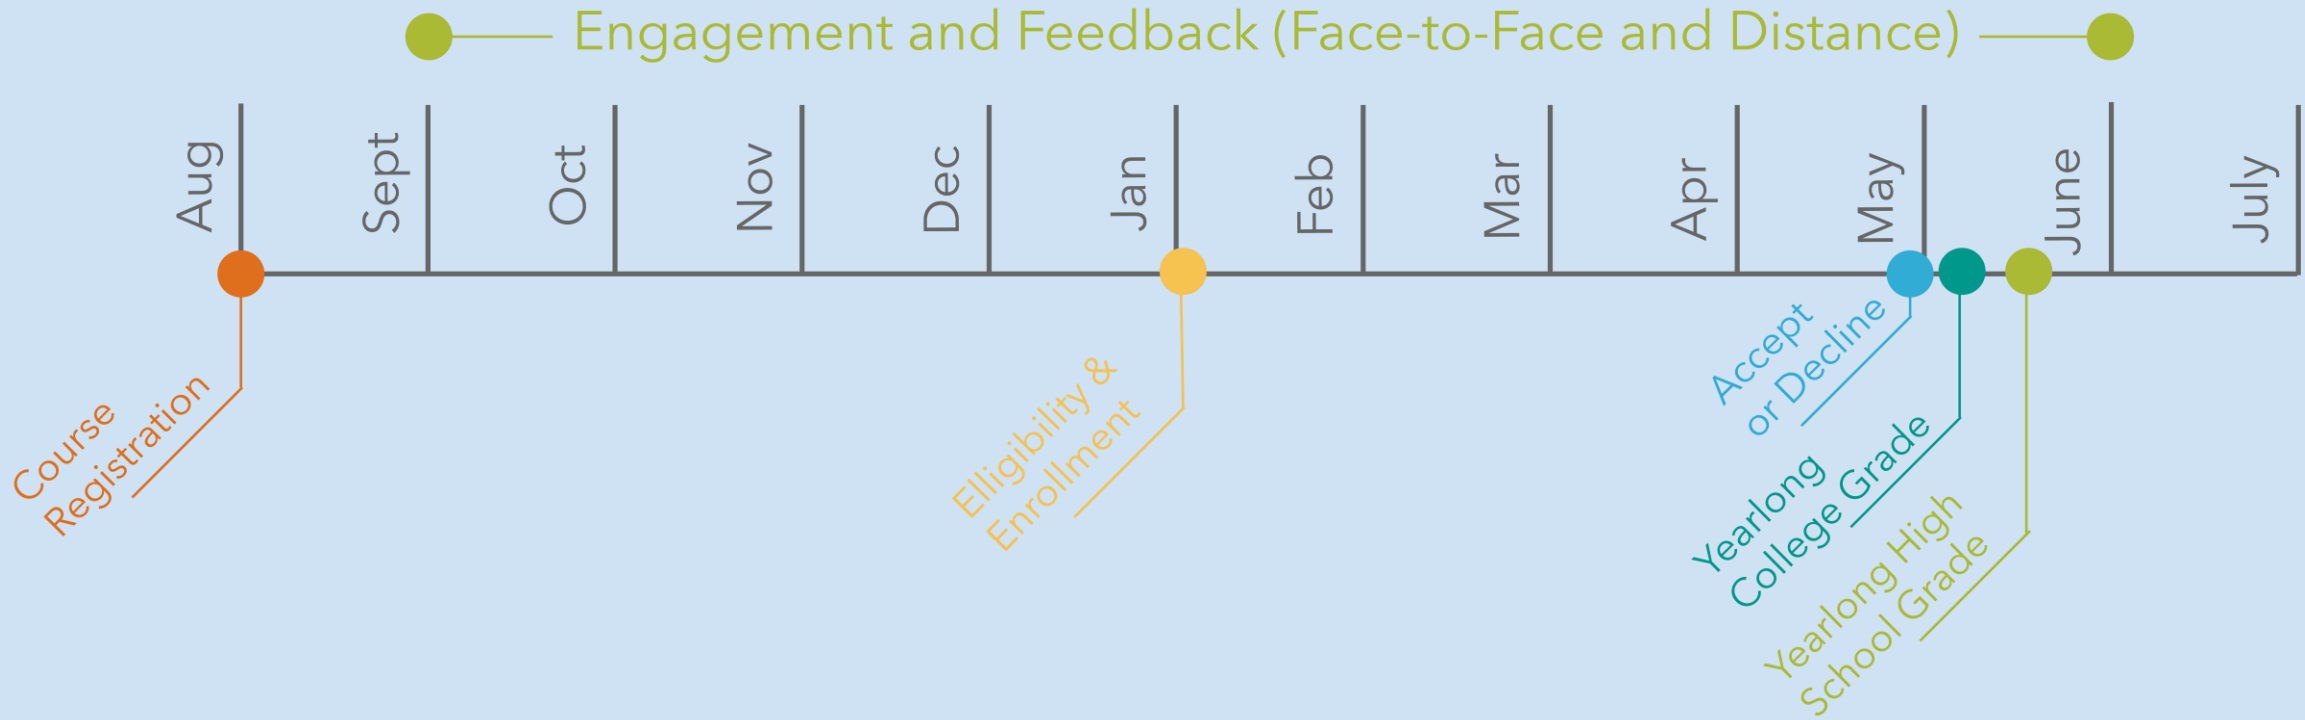 Engagement and Feedback (Face-to-Face and Distance)
Aug
Sept
Oct
Nov
Dec
Jan
Feb
Mar
Apr
May
June
July
Course
Registration
Elligibility &
Enrollment
Accept
or Decline
Yearlong
College Grade
Yearlong High
School Grade